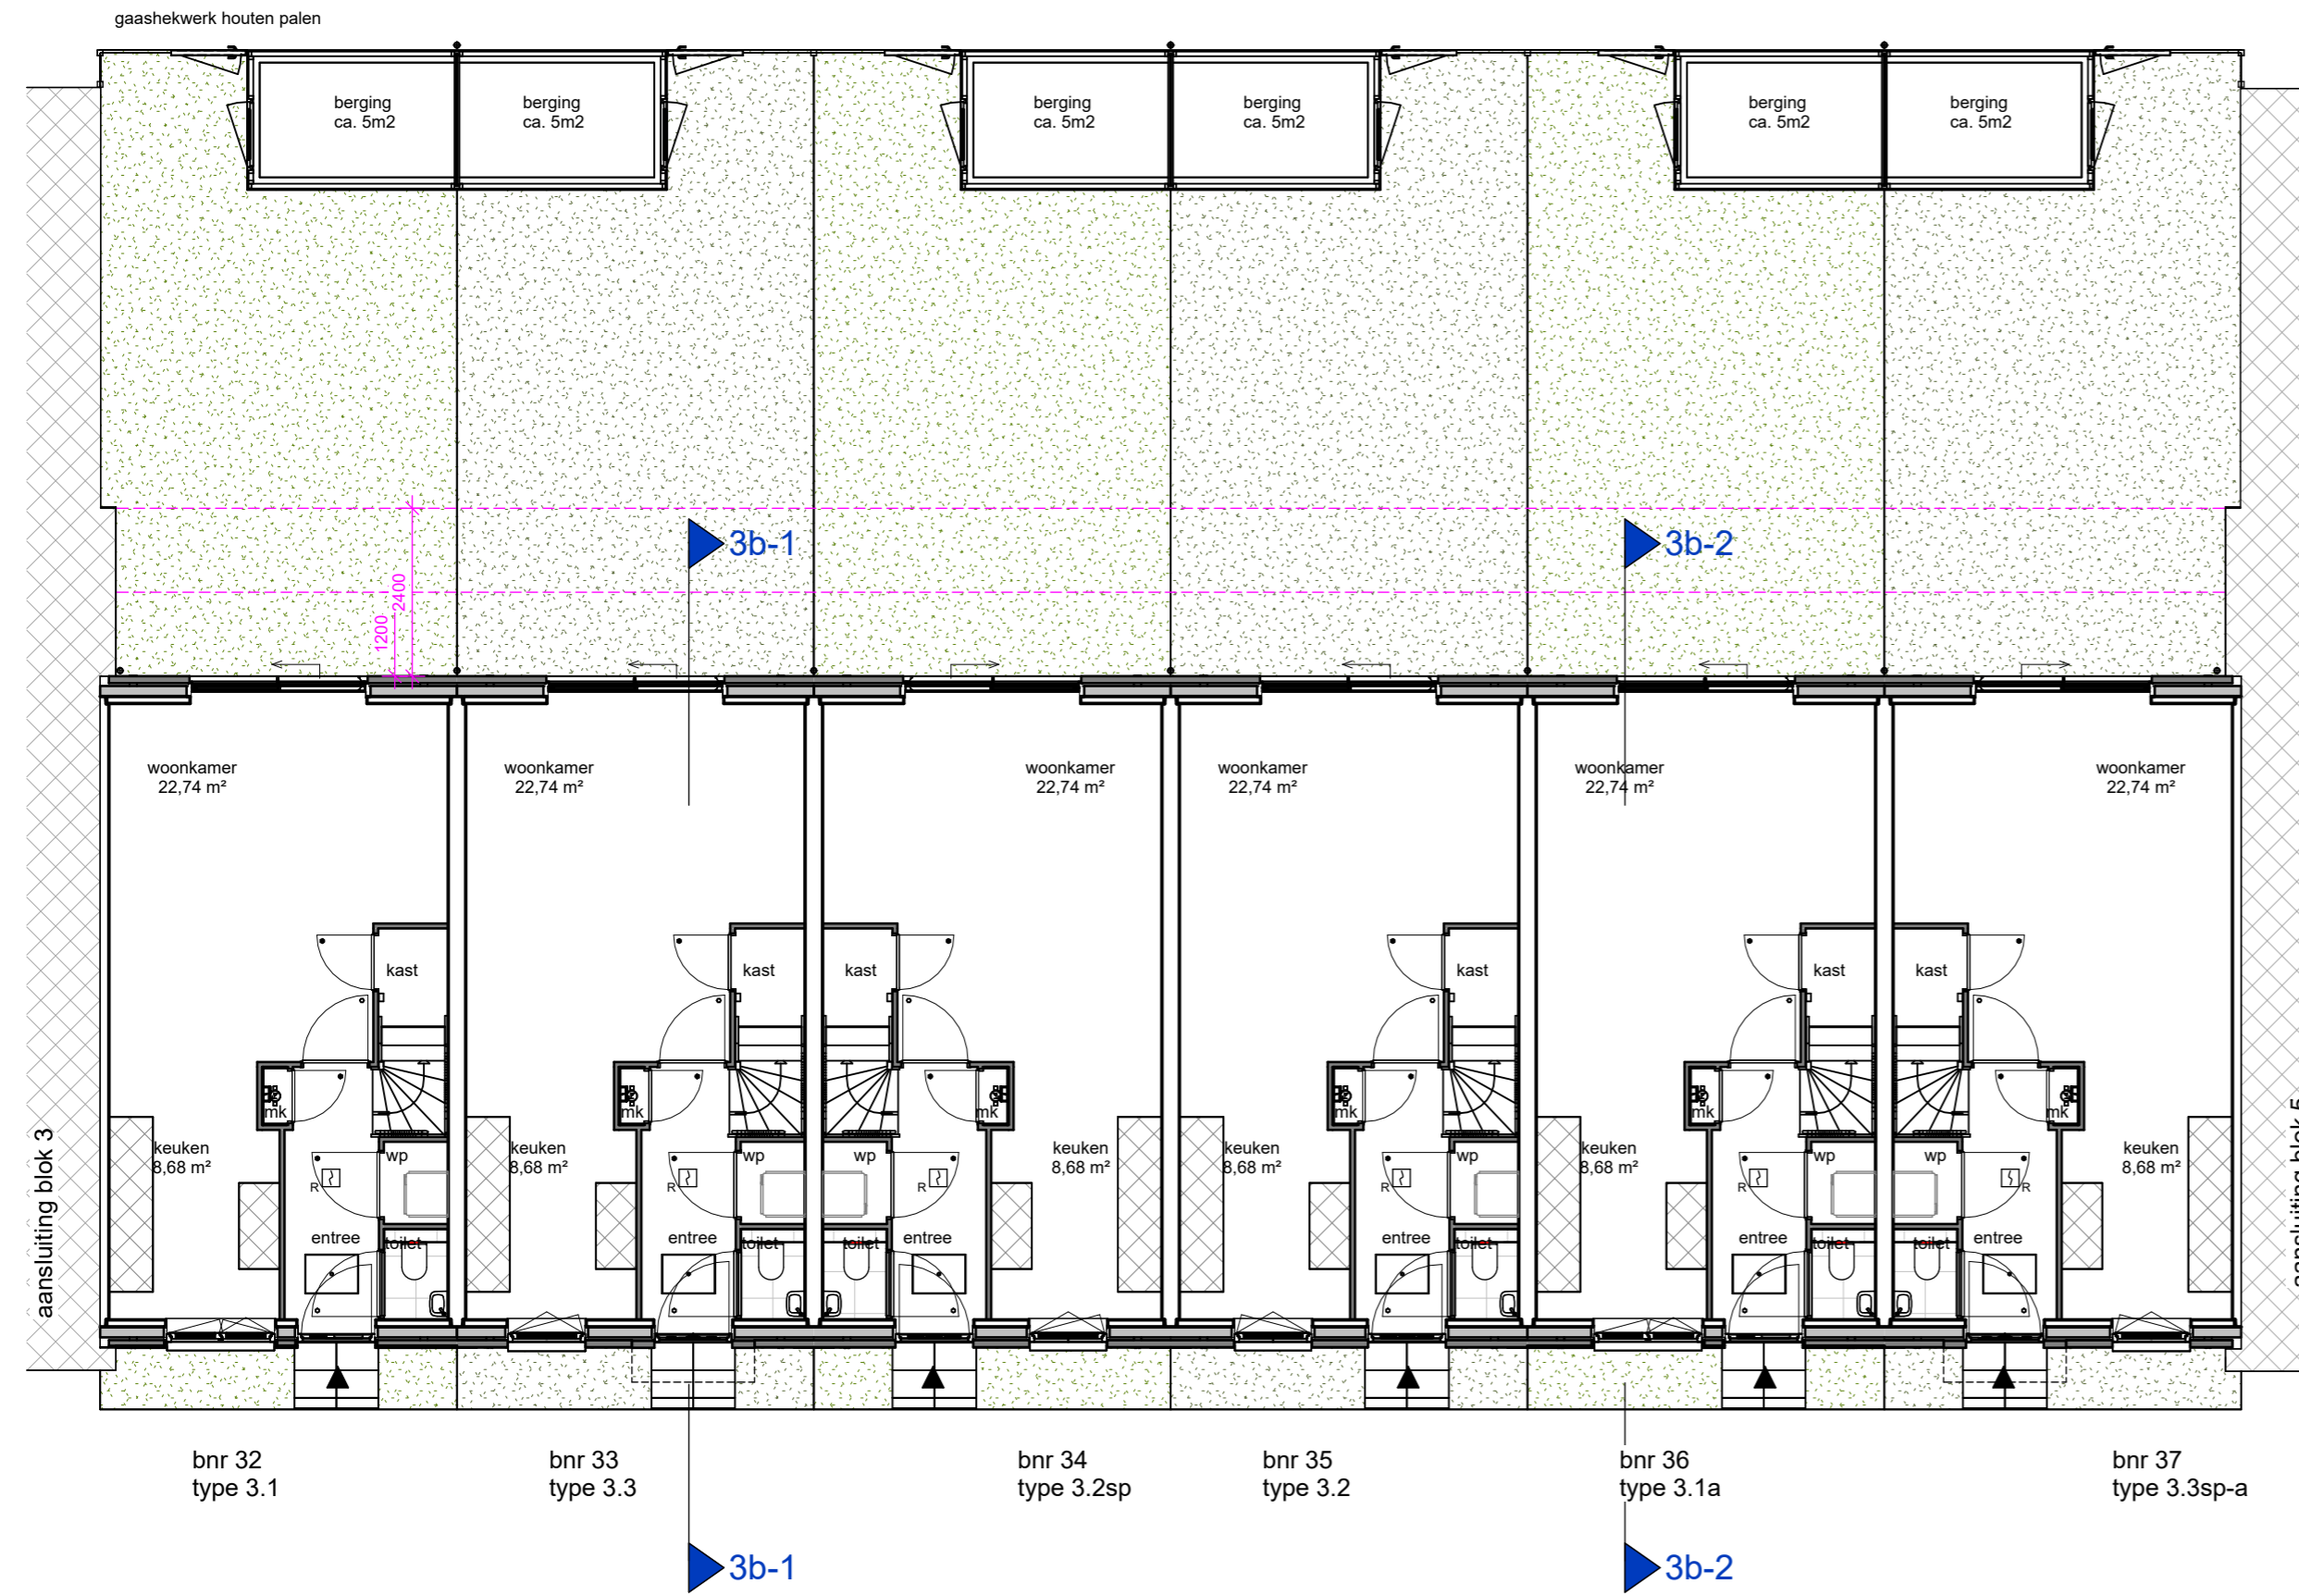 gaashekwerk houten palen
berging
ca. 5m2
berging
ca. 5m2
berging
ca. 5m2
berging
ca. 5m2
berging
ca. 5m2
berging
ca. 5m2
3b-1
3b-2
2400
1200
woonkamer
22,74 m²
woonkamer
22,74 m²
woonkamer
22,74 m²
woonkamer
22,74 m²
woonkamer
22,74 m²
woonkamer
22,74 m²
kast
kast
kast
kast
kast
kast
mk
mk
mk
mk
mk
mk
aansluiting blok 3
keuken
8,68 m²
keuken
8,68 m²
keuken
8,68 m²
keuken
8,68 m²
keuken
8,68 m²
keuken
8,68 m²
aansluiting blok 5
wp
wp
wp
wp
wp
wp
R
R
R
R
R
R
entree
entree
entree
entree
entree
entree
toilet
toilet
toilet
toilet
toilet
toilet
bnr 32
type 3.1
bnr 33
type 3.3
bnr 34
type 3.2sp
bnr 35
type 3.2
bnr 36
type 3.1a
bnr 37
type 3.3sp-a
3b-1
3b-2